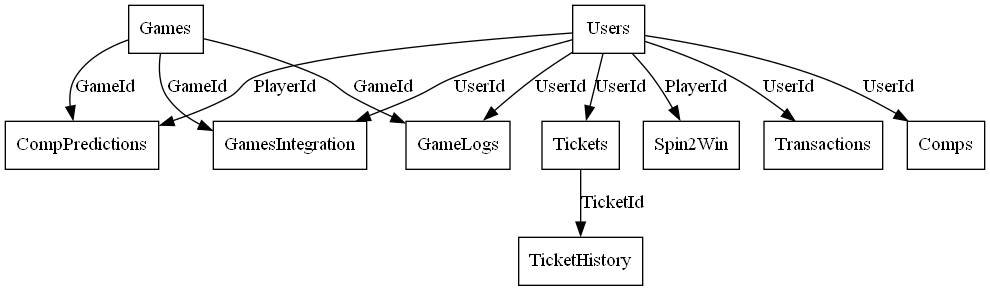 Games
Users
GameId
GameId
PlayerId
GameId
UserId
UserId
UserId
PlayerId
UserId
UserId
CompPredictions
GamesIntegration
GameLogs
Tickets
Spin2Win
Transactions
Comps
TicketId
TicketHistory